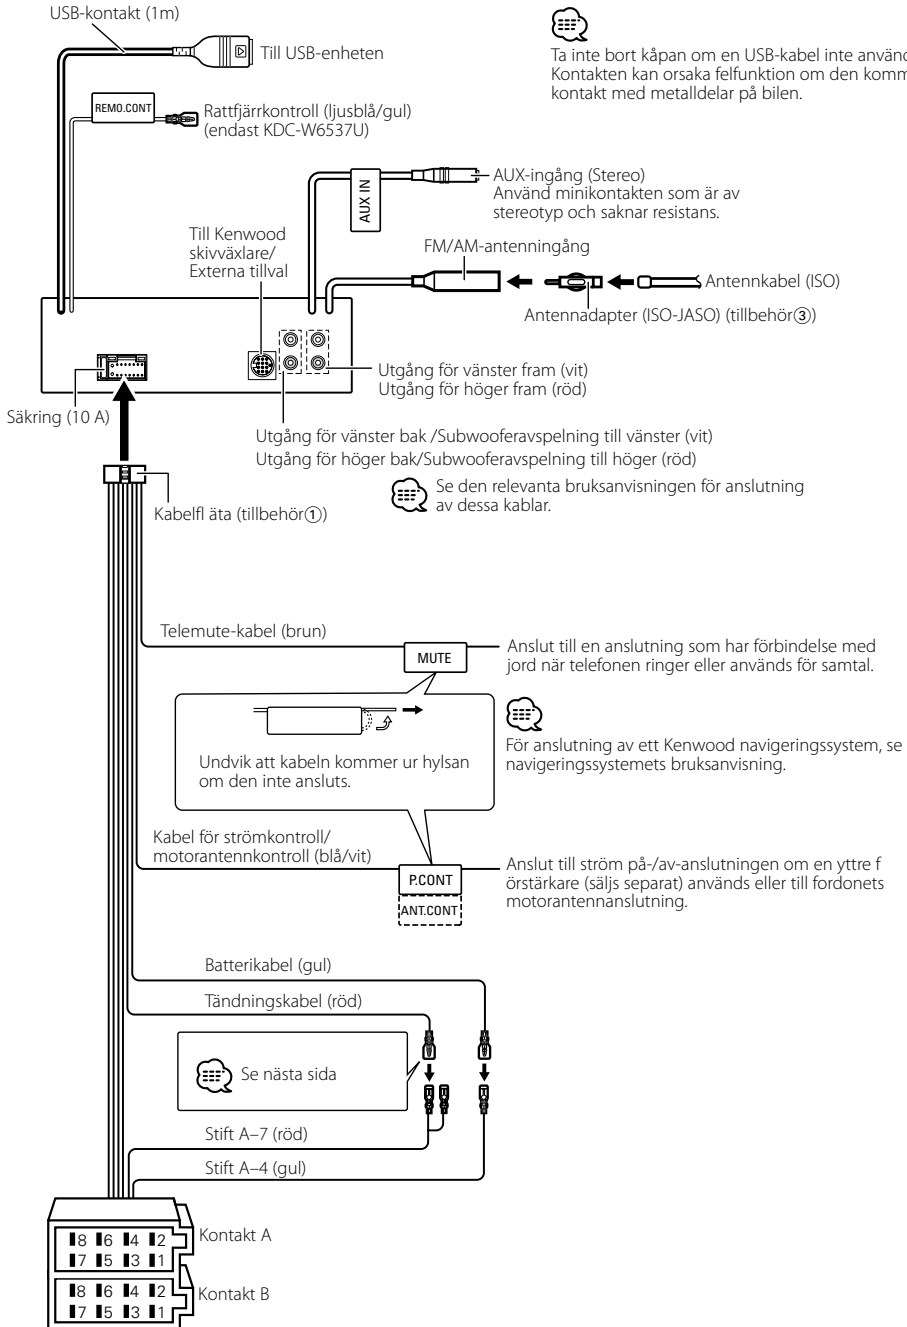 USB-kontakt (1m)
Till USB-enheten
Ta inte bort kåpan om en USB-kabel inte använd
Kontakten kan orsaka felfunktion om den komm
kontakt med metalldelar på bilen.
REMO.CONT
Rattfjärrkontroll (ljusblå/gul)
(endast KDC-W6537U)
AUX IN
AUX-ingång (Stereo)
Använd minikontakten som är av
stereotyp och saknar resistans.
Till Kenwood
skivväxlare/
Externa tillval
FM/AM-antenningång
Antennkabel (ISO)
Antennadapter (ISO-JASO) (tillbehör③)
Utgång för vänster fram (vit)
Utgång för höger fram (röd)
Säkring (10 A)
Utgång för vänster bak /Subwooferavspelning till vänster (vit)
Utgång för höger bak/Subwooferavspelning till höger (röd)
Se den relevanta bruksanvisningen för anslutning
av dessa kablar.
Kabelfl äta (tillbehör①)
Telemute-kabel (brun)
MUTE
Anslut till en anslutning som har förbindelse med
jord när telefonen ringer eller används för samtal.
Undvik att kabeln kommer ur hylsan
om den inte ansluts.
För anslutning av ett Kenwood navigeringssystem, se
navigeringssystemets bruksanvisning.
Kabel för strömkontroll/
motorantennkontroll (blå/vit)
P.CONT
ANT.CONT
Anslut till ström på-/av-anslutningen om en yttre f
örstärkare (säljs separat) används eller till fordonets
motorantennanslutning.
Batterikabel (gul)
Tändningskabel (röd)
Se nästa sida
Stift A–7 (röd)
Stift A–4 (gul)
8 6 4 2
7 5 3 1
Kontakt A
8 6 4 2
7 5 3 1
Kontakt B